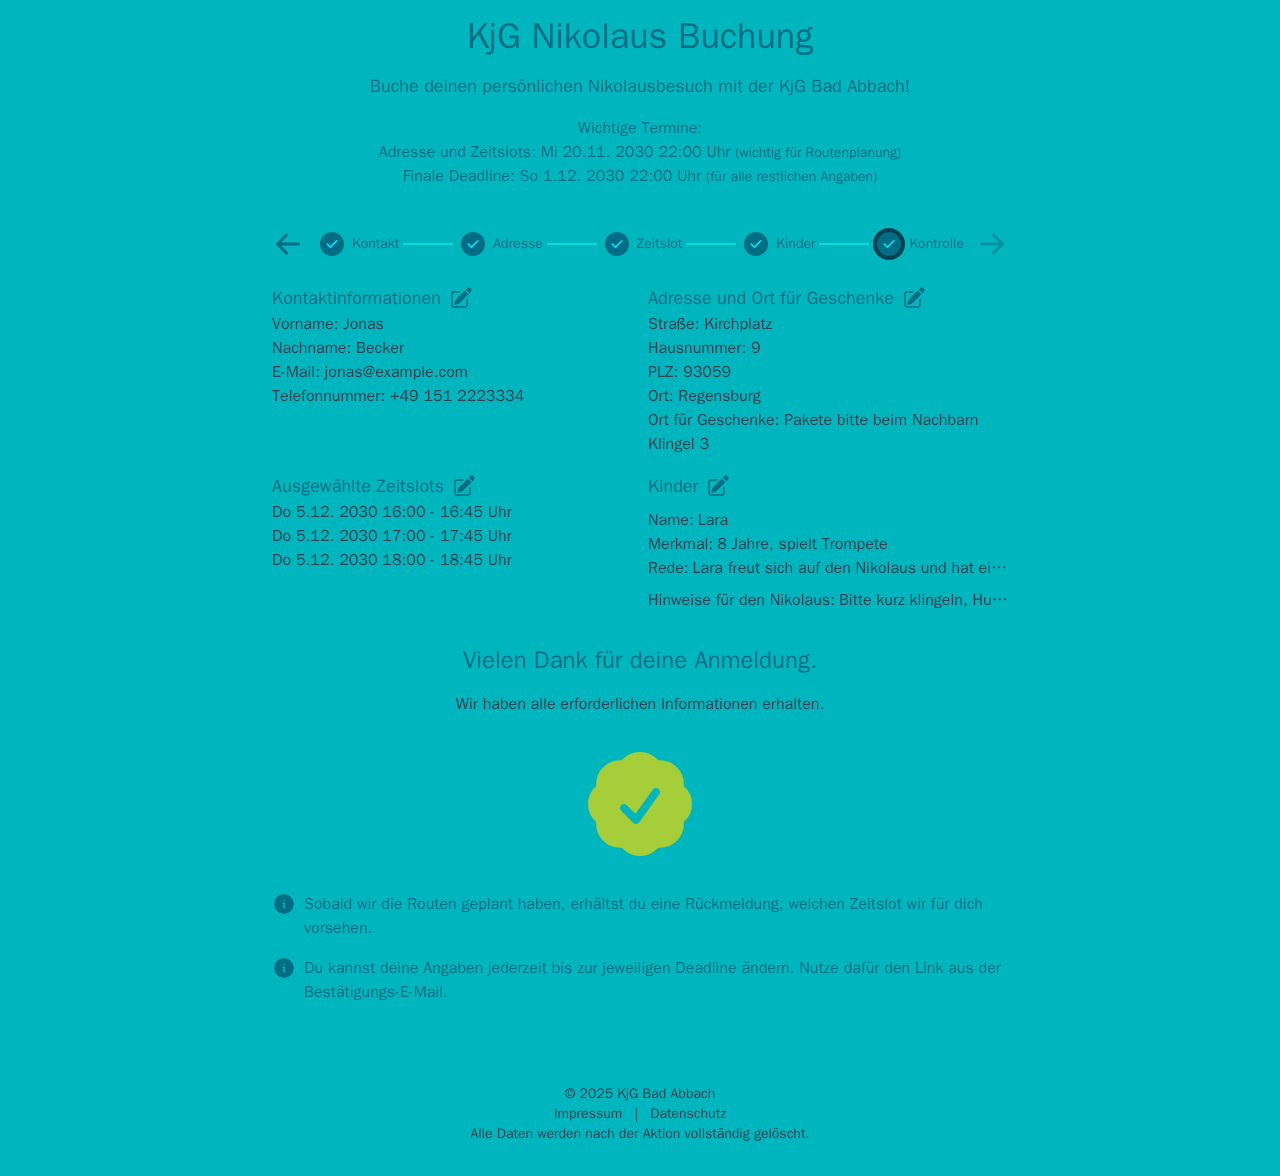 KjG Nikolaus Buchung
Buche deinen persönlichen Nikolausbesuch mit der KjG Bad Abbach!
Wichtige Termine:
Adresse und Zeitslots: Mi 20.11. 2030 22:00 Uhr (wichtig für Routenplanung)
Finale Deadline: So 1.12. 2030 22:00 Uhr (für alle restlichen Angaben)
Kontakt Adresse Zeitslot Kinder Kontrolle
Kontaktinformationen
Vorname: Jonas
Nachname: Becker
E-Mail: jonas@example.com
Telefonnummer: +49 151 2223334
Adresse und Ort für Geschenke
Straße: Kirchplatz
Hausnummer: 9
PLZ: 93059
Ort: Regensburg
Ort für Geschenke: Pakete bitte beim Nachbarn
Klingel 3
Ausgewählte Zeitslots
Do 5.12. 2030 16:00 - 16:45 Uhr
Do 5.12. 2030 17:00 - 17:45 Uhr
Do 5.12. 2030 18:00 - 18:45 Uhr
Kinder
Name: Lara
Merkmal: 8 Jahre, spielt Trompete
Rede: Lara freut sich auf den Nikolaus und hat ei…
Hinweise für den Nikolaus: Bitte kurz klingeln, Hu…
Vielen Dank für deine Anmeldung.
Wir haben alle erforderlichen Informationen erhalten.
Sobald wir die Routen geplant haben, erhältst du eine Rückmeldung, welchen Zeitslot wir für dich
vorsehen.
Du kannst deine Angaben jederzeit bis zur jeweiligen Deadline ändern. Nutze dafür den Link aus der
Bestätigungs-E-Mail.
© 2025 KjG Bad Abbach
Impressum | Datenschutz
Alle Daten werden nach der Aktion vollständig gelöscht.